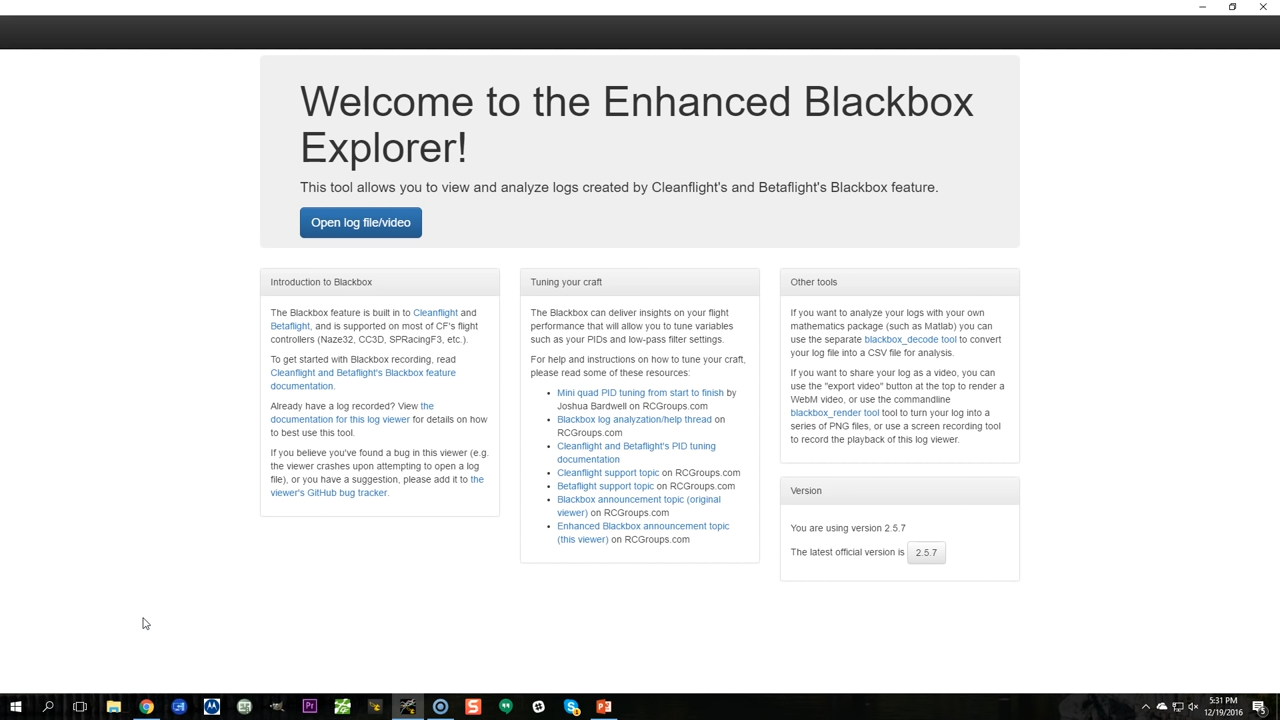 Welcome to the Enhanced Blackbox
Explorer!
This tool allows you to view and analyze logs created by Cleanflight's and Betaflight's Blackbox feature.
Open log file/video
Introduction to Blackbox
The Blackbox feature is built in to Cleanflight and
Betaflight, and is supported on most of CF's flight
controllers (Naze32, CC3D, SPRacingF3, etc.).
To get started with Blackbox recording, read
Cleanflight and Betaflight's Blackbox feature
documentation.
Already have a log recorded? View the
documentation for this log viewer for details on how
to best use this tool.
If you believe you've found a bug in this viewer (e.g.
the viewer crashes upon attempting to open a log
file), or you have a suggestion, please add it to the
viewer's GitHub bug tracker.
Tuning your craft
The Blackbox can deliver insights on your flight
performance that will allow you to tune variables
such as your PIDs and low-pass filter settings.
For help and instructions on how to tune your craft,
please read some of these resources:
• Mini quad PID tuning from start to finish by
Joshua Bardwell on RCGroups.com
• Blackbox log analyzation/help thread on
RCGroups.com
• Cleanflight and Betaflight's PID tuning
documentation
• Cleanflight support topic on RCGroups.com
• Betaflight support topic on RCGroups.com
• Blackbox announcement topic (original
viewer) on RCGroups.com
• Enhanced Blackbox announcement topic
(this viewer) on RCGroups.com
Other tools
If you want to analyze your logs with your own
mathematics package (such as Matlab) you can
use the separate blackbox_decode tool to convert
your log file into a CSV file for analysis.
If you want to share your log as a video, you can
use the "export video" button at the top to render a
WebM video, or use the commandline
blackbox_render tool tool to turn your log into a
series of PNG files, or use a screen recording tool
to record the playback of this log viewer.
Version
You are using version 2.5.7
The latest official version is 2.5.7
5:31 PM
12/19/2016